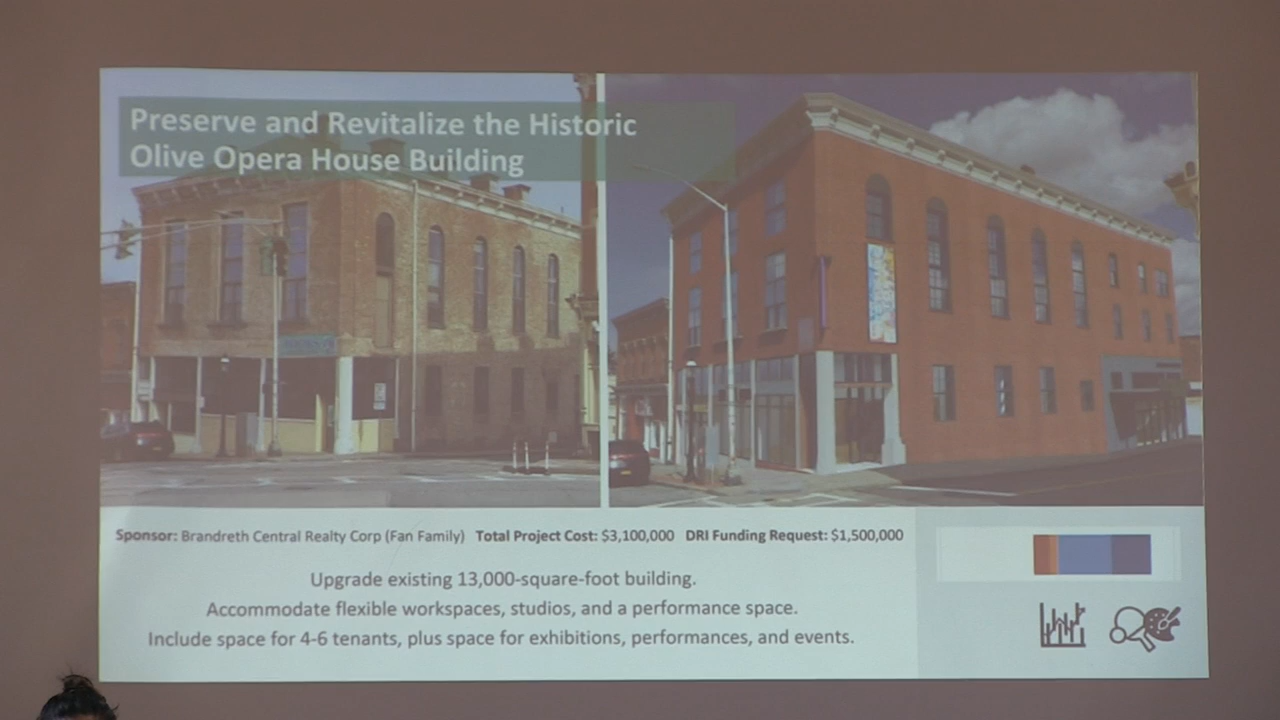 Preserve and Revitalize the Historic
Olive Opera House Building
Sponsor: Brandreth Central Realty Corp (Fan Family) Total Project Cost: $3,100,000 DRI Funding Request: $1,500,000
Upgrade existing 13,000-square-foot building.
Accommodate flexible workspaces, studios, and a performance space.
Include space for 4-6 tenants, plus space for exhibitions, performances, and events.